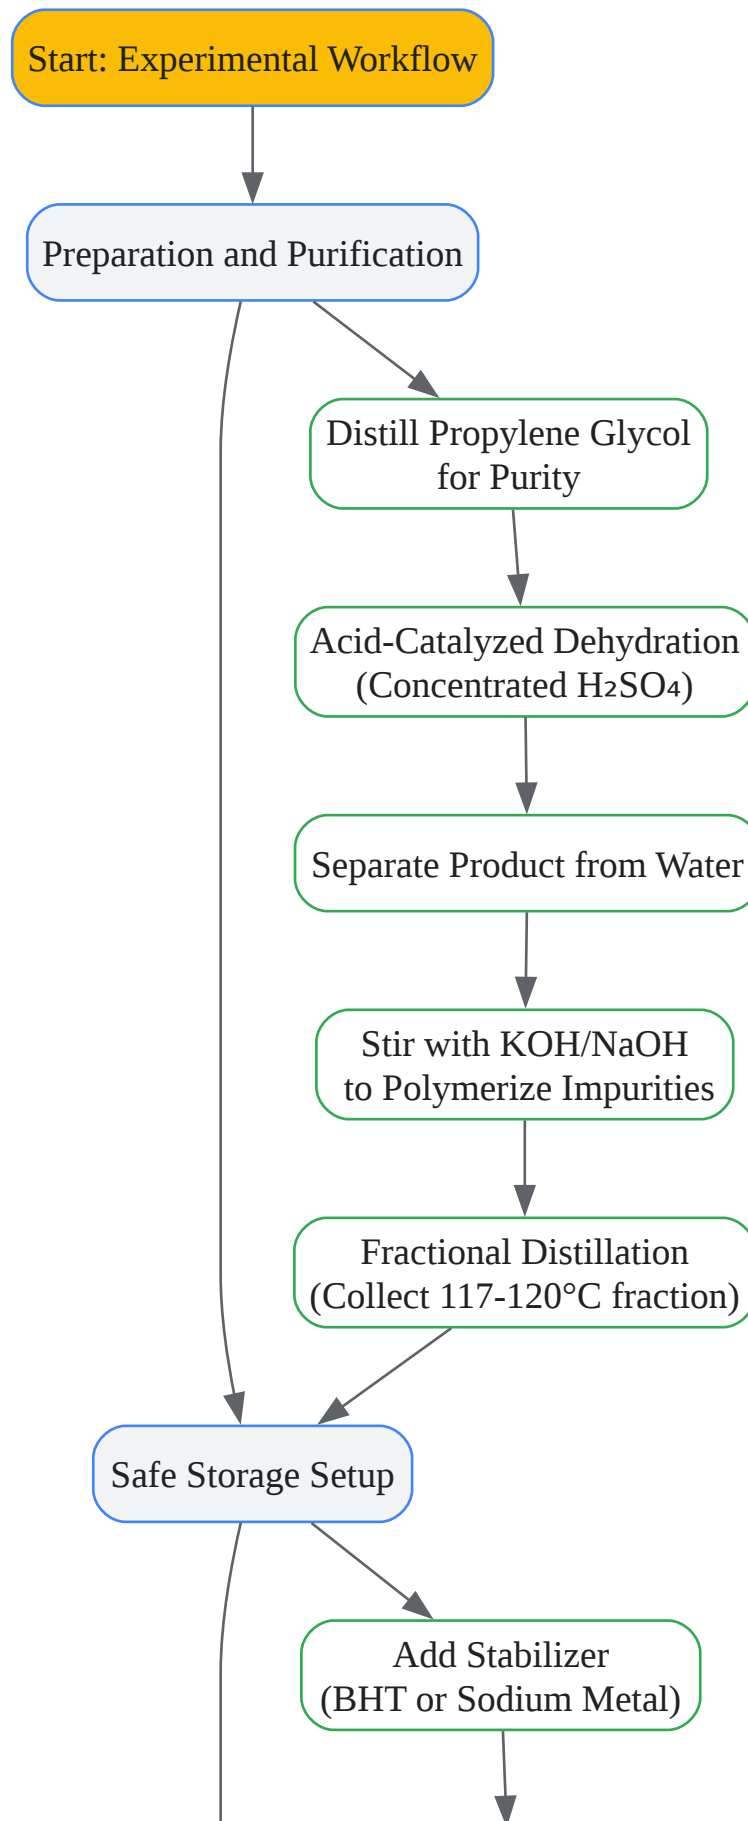 Start: Experimental Workflow
Preparation and Purification
Distill Propylene Glycol
for Purity
Acid-Catalyzed Dehydration
(Concentrated H₂SO₄)
Separate Product from Water
Stir with KOH/NaOH
to Polymerize Impurities
Fractional Distillation
(Collect 117-120°C fraction)
Safe Storage Setup
Add Stabilizer
(BHT or Sodium Metal)